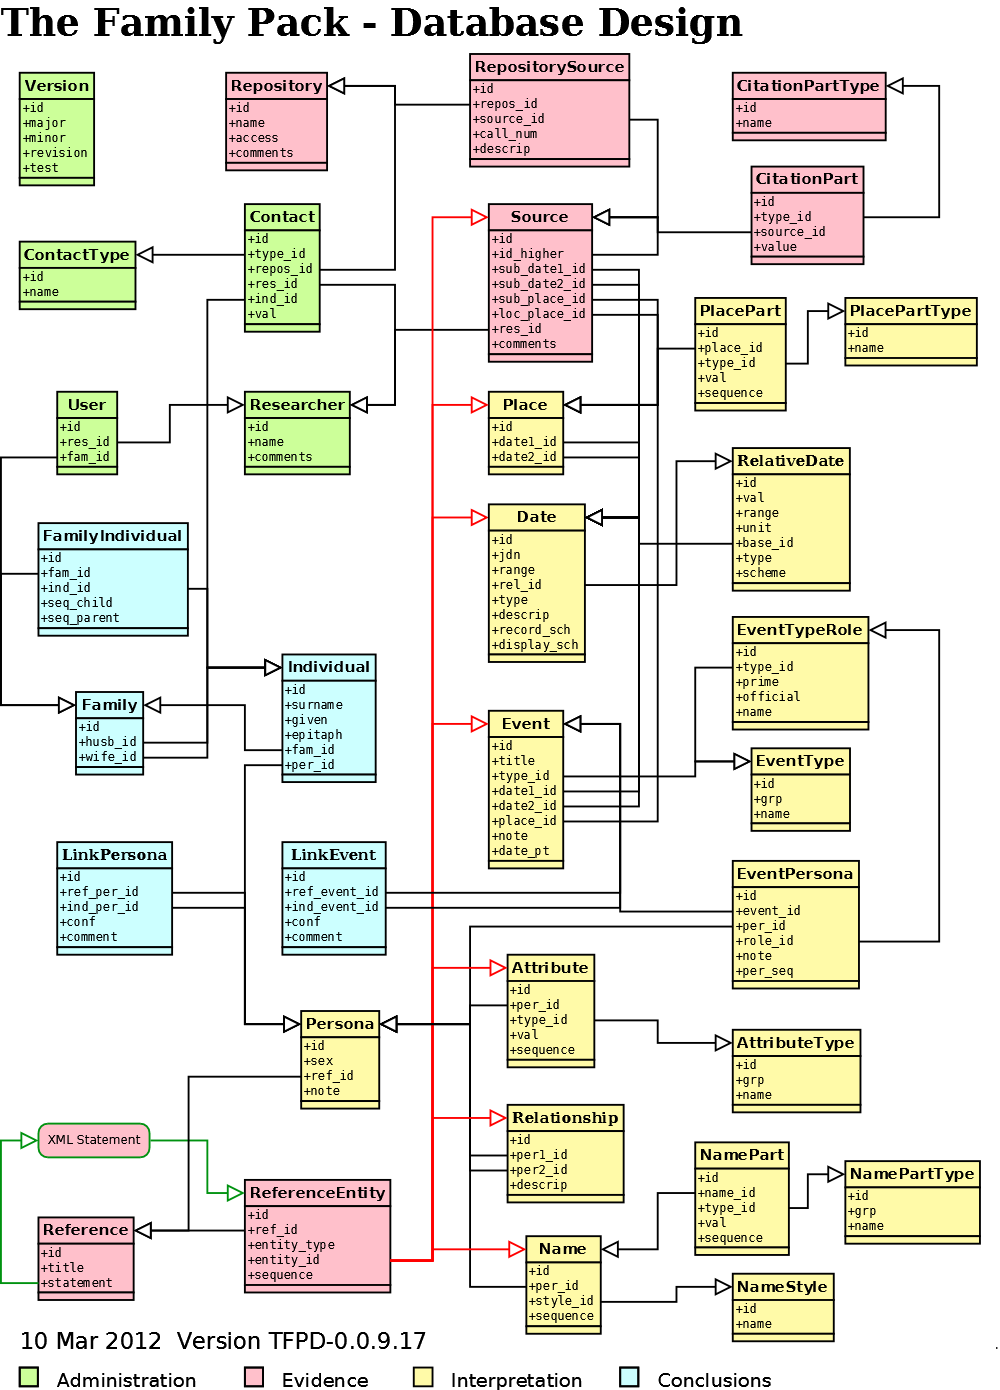 The Family Pack - Database Design
Version
+id
+major
+minor
+revision
+test
Repository
+id
+name
+access
+comments
RepositorySource
+id
+repos_id
+source_id
+call_num
+descrip
CitationPartType
+id
+name
CitationPart
+id
+type_id
+source_id
+value
ContactType
+id
+name
Contact
+id
+type_id
+repos_id
+res_id
+ind_id
+val
Source
+id
+id_higher
+sub_date1_id
+sub_date2_id
+sub_place_id
+loc_place_id
+res_id
+comments
PlacePart
+id
+place_id
+type_id
+val
+sequence
PlacePartType
+id
+name
User
+id
+res_id
+fam_id
Researcher
+id
+name
+comments
Place
+id
+date1_id
+date2_id
RelativeDate
+id
+val
+range
+unit
+base_id
+type
+scheme
FamilyIndividual
+id
+fam_id
+ind_id
+seq_child
+seq_parent
Date
+id
+jdn
+range
+rel_id
+type
+descrip
+record_sch
+display_sch
EventTypeRole
+id
+type_id
+prime
+official
+name
Family
+id
+husb_id
+wife_id
Individual
+id
+surname
+given
+epitaph
+fam_id
+per_id
Event
+id
+title
+type_id
+date1_id
+date2_id
+place_id
+note
+date_pt
EventType
+id
+grp
+name
LinkPersona
+id
+ref_per_id
+ind_per_id
+conf
+comment
LinkEvent
+id
+ref_event_id
+ind_event_id
+conf
+comment
EventPersona
+id
+event_id
+per_id
+role_id
+note
+per_seq
Attribute
+id
+per_id
+type_id
+val
+sequence
Persona
+id
+sex
+ref_id
+note
AttributeType
+id
+grp
+name
XML Statement
Relationship
+id
+per1_id
+per2_id
+descrip
NamePart
+id
+name_id
+type_id
+val
+sequence
NamePartType
+id
+grp
+name
Reference
+id
+title
+statement
ReferenceEntity
+id
+ref_id
+entity_type
+entity_id
+sequence
Name
+id
+per_id
+style_id
+sequence
NameStyle
+id
+name
10 Mar 2012  Version TFPD-0.0.9.17
Administration
Evidence
Interpretation
Conclusions